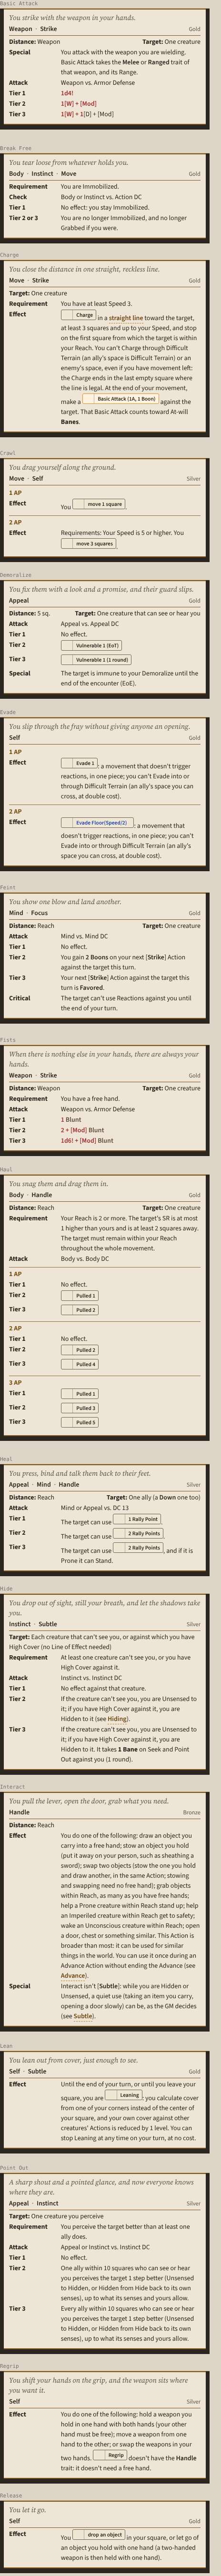 Basic Attack
You strike with the weapon in your hands.
Weapon · Strike Gold
Distance: Weapon Target: One creature
Special You attack with the weapon you are wielding.
Basic Attack takes the Melee or Ranged trait of
that weapon, and its Range.
Attack Weapon vs. Armor Defense
Tier 1 1d4!
Tier 2 1[W] + [Mod]
Tier 3 1[W] + 1[D] + [Mod]
Break Free
You tear loose from whatever holds you.
Body · Instinct · Move Gold
Requirement You are Immobilized.
Check Body or Instinct vs. Action DC
Tier 1 No effect; you stay Immobilized.
Tier 2 or 3 You are no longer Immobilized, and no longer
Grabbed if you were.
Charge
You close the distance in one straight, reckless line.
Move · Strike Gold
Target: One creature
Requirement You have at least Speed 3.
Effect Charge in a straight line toward the target,
at least 3 squares and up to your Speed, and stop
on the first square from which the target is within
your Reach. You can't Charge through Difficult
Terrain (an ally's space is Difficult Terrain) or an
enemy's space, even if you have movement left:
the Charge ends in the last empty square where
the line is legal. At the end of your movement,
make a Basic Attack (1A, 1 Boon) against the
target. That Basic Attack counts toward At-will
Banes.
Crawl
You drag yourself along the ground.
Move · Self Silver
1 AP
Effect You move 1 square.
2 AP
Effect Requirements: Your Speed is 5 or higher. You
move 3 squares.
Demoralize
You fix them with a look and a promise, and their guard slips.
Appeal Gold
Distance: 5 sq. Target: One creature that can see or hear you
Attack Appeal vs. Appeal DC
Tier 1 No effect.
Tier 2 Vulnerable 1 (EoT)
Tier 3 Vulnerable 1 (1 round)
Special The target is immune to your Demoralize until the
end of the encounter (EoE).
Evade
You slip through the fray without giving anyone an opening.
Self Gold
1 AP
Effect Evade 1: a movement that doesn't trigger
reactions, in one piece; you can't Evade into or
through Difficult Terrain (an ally's space you can
cross, at double cost).
2 AP
Effect Evade Floor(Speed/2): a movement that
doesn't trigger reactions, in one piece; you can't
Evade into or through Difficult Terrain (an ally's
space you can cross, at double cost).
Feint
You show one blow and land another.
Mind · Focus Gold
Distance: Reach Target: One creature
Attack Mind vs. Mind DC
Tier 1 No effect.
Tier 2 You gain 2 Boons on your next [Strike] Action
against the target this turn.
Tier 3 Your next [Strike] Action against the target this
turn is Favored.
Critical The target can't use Reactions against you until
the end of your turn.
Fists
When there is nothing else in your hands, there are always your
hands.
Weapon · Strike Gold
Distance: Weapon Target: One creature
Requirement You have a free hand.
Attack Weapon vs. Armor Defense
Tier 1 1 Blunt
Tier 2 2 + [Mod] Blunt
Tier 3 1d6! + [Mod] Blunt
Haul
You snag them and drag them in.
Body · Handle Gold
Distance: Reach Target: One creature
Requirement Your Reach is 2 or more. The target's SR is at most
1 higher than yours and is at least 2 squares away.
The target must remain within your Reach
throughout the whole movement.
Attack Body vs. Body DC
1 AP
Tier 1 No effect.
Tier 2 Pulled 1
Tier 3 Pulled 2
2 AP
Tier 1 No effect.
Tier 2 Pulled 2
Tier 3 Pulled 4
3 AP
Tier 1 Pulled 1
Tier 2 Pulled 3
Tier 3 Pulled 5
Heal
You press, bind and talk them back to their feet.
Appeal · Mind · Handle Silver
Distance: Reach Target: One ally (a Down one too)
Attack Mind or Appeal vs. DC 13
Tier 1 The target can use 1 Rally Point.
Tier 2 The target can use 2 Rally Points.
Tier 3 The target can use 2 Rally Points, and if it is
Prone it can Stand.
Hide
You drop out of sight, still your breath, and let the shadows take
you.
Instinct · Subtle Silver
Target: Each creature that can't see you, or against which you have
High Cover (no Line of Effect needed)
Requirement At least one creature can't see you, or you have
High Cover against it.
Attack Instinct vs. Instinct DC
Tier 1 No effect against that creature.
Tier 2 If the creature can't see you, you are Unsensed to
it; if you have High Cover against it, you are
Hidden to it (see Hiding).
Tier 3 If the creature can't see you, you are Unsensed to
it; if you have High Cover against it, you are
Hidden to it. It takes 1 Bane on Seek and Point
Out against you (1 round).
Interact
You pull the lever, open the door, grab what you need.
Handle Bronze
Distance: Reach
Effect You do one of the following: draw an object you
carry into a free hand; stow an object you hold
(put it away on your person, such as sheathing a
sword); swap two objects (stow the one you hold
and draw another, in the same Action; stowing
and swapping need no free hand); grab objects
within Reach, as many as you have free hands;
help a Prone creature within Reach stand up; help
an Imperiled creature within Reach get to safety;
wake an Unconscious creature within Reach; open
a door, chest or something similar. This Action is
broader than most: it can be used for similar
things in the world. You can use it once during an
Advance Action without ending the Advance (see
Advance).
Special Interact isn't [Subtle]: while you are Hidden or
Unsensed, a quiet use (taking an item you carry,
opening a door slowly) can be, as the GM decides
(see Subtle).
Lean
You lean out from cover, just enough to see.
Self · Subtle Gold
Effect Until the end of your turn, or until you leave your
square, you are Leaning: you calculate cover
from one of your corners instead of the center of
your square, and your own cover against other
creatures' Actions is reduced by 1 level. You can
stop Leaning at any time on your turn, at no cost.
Point Out
A sharp shout and a pointed glance, and now everyone knows
where they are.
Appeal · Instinct Silver
Target: One creature you perceive
Requirement You perceive the target better than at least one
ally does.
Attack Appeal or Instinct vs. Instinct DC
Tier 1 No effect.
Tier 2 One ally within 10 squares who can see or hear
you perceives the target 1 step better (Unsensed
to Hidden, or Hidden from Hide back to its own
senses), up to what its senses and yours allow.
Tier 3 Every ally within 10 squares who can see or hear
you perceives the target 1 step better (Unsensed
to Hidden, or Hidden from Hide back to its own
senses), up to what its senses and yours allow.
Regrip
You shift your hands on the grip, and the weapon sits where
you want it.
Self Silver
Effect You do one of the following: hold a weapon you
hold in one hand with both hands (your other
hand must be free); move a weapon from one
hand to the other; or swap the weapons in your
two hands. Regrip doesn't have the Handle
trait: it doesn't need a free hand.
Release
You let it go.
Self Gold
Effect You drop an object in your square, or let go of
an object you hold with one hand (a two-handed
weapon is then held with one hand).